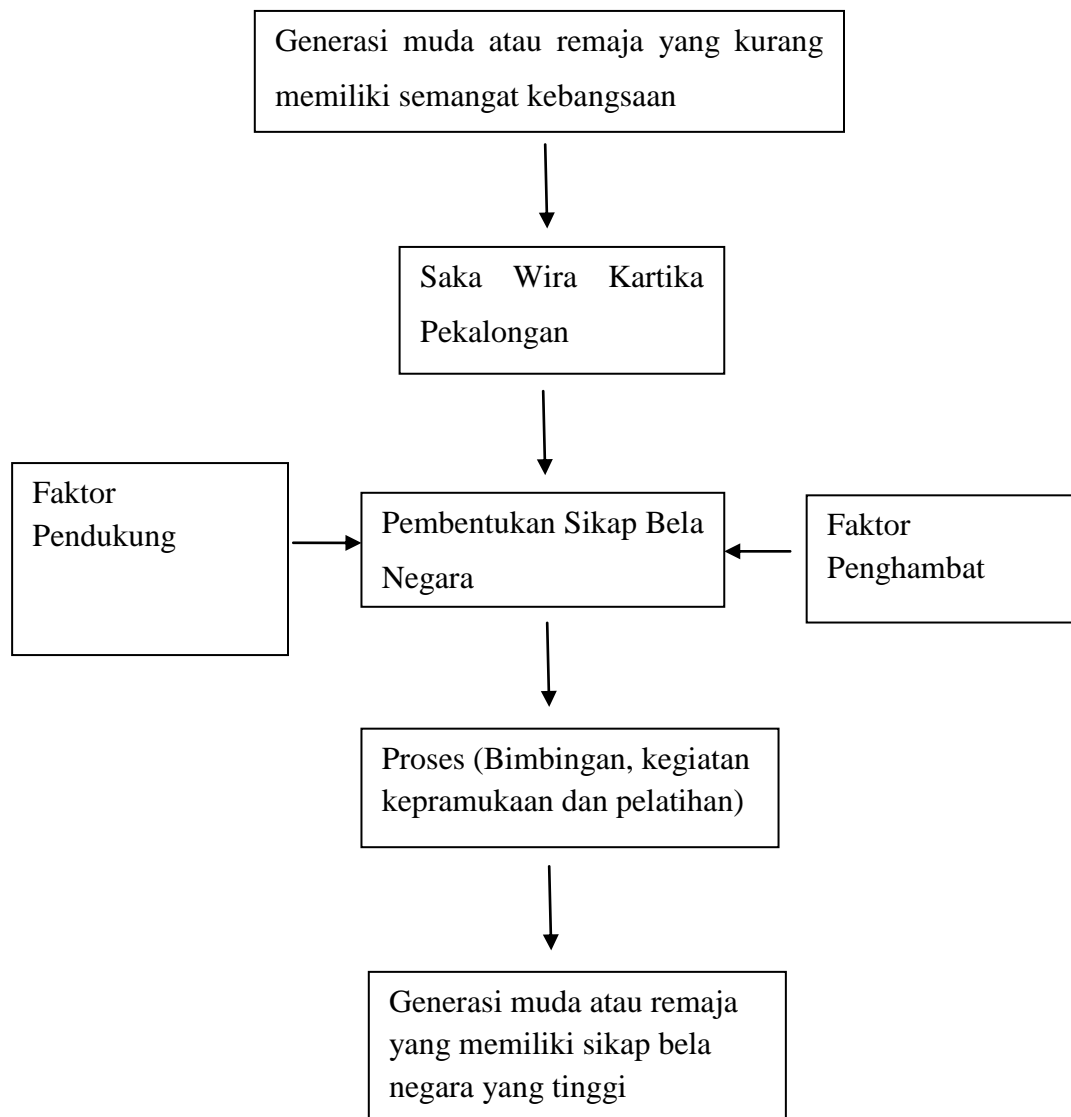 Generasi muda atau remaja yang kurang
memiliki semangat kebangsaan
Saka Wira Kartika
Pekalongan
Faktor
Pendukung
Pembentukan Sikap Bela
Negara
Faktor
Penghambat
Proses (Bimbingan, kegiatan
kepramukaan dan pelatihan)
Generasi muda atau remaja
yang memiliki sikap bela
negara yang tinggi